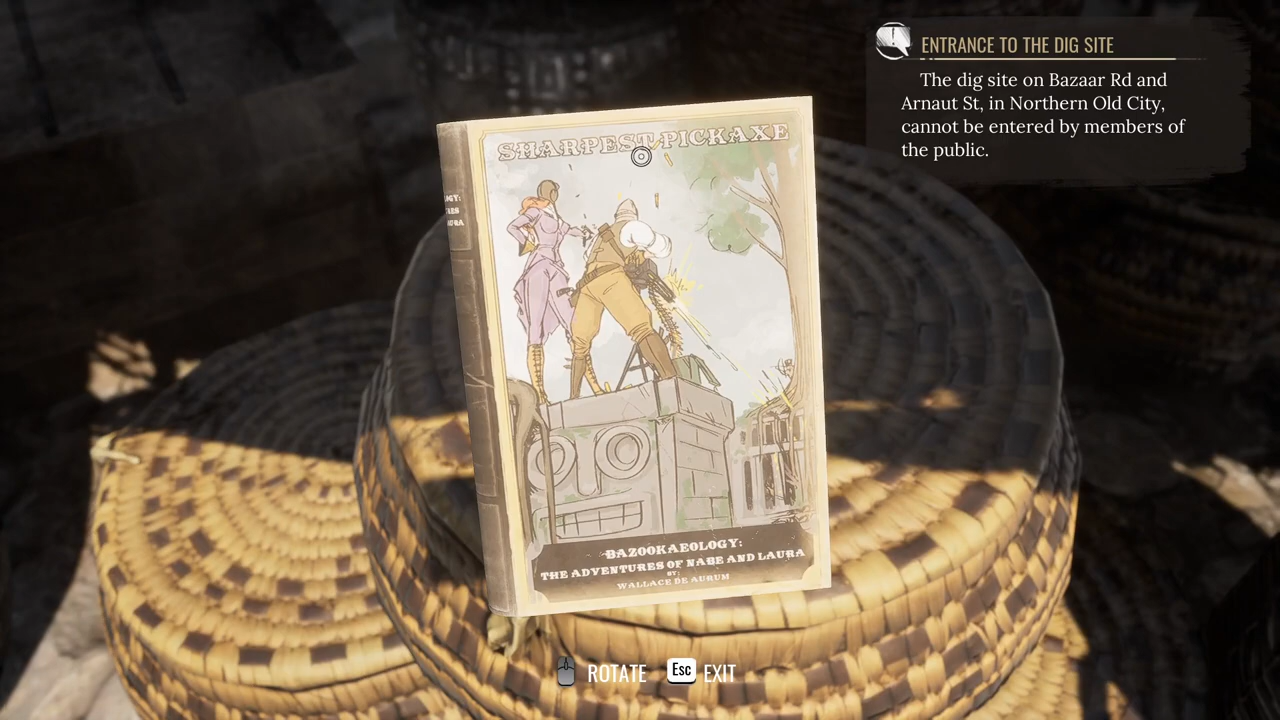 ENTRANCE TO THE DIG SITE
The dig site on Bazaar Rd and
Arnaut St, in Northern Old City,
cannot be entered by members of
the public.
SHARPEST PICKAXE
BAZOOKAEOLOGY:
THE ADVENTURES OF NABE AND LAURA
BY:
WALLACE DE AURUM
ROTATE
Esc EXIT